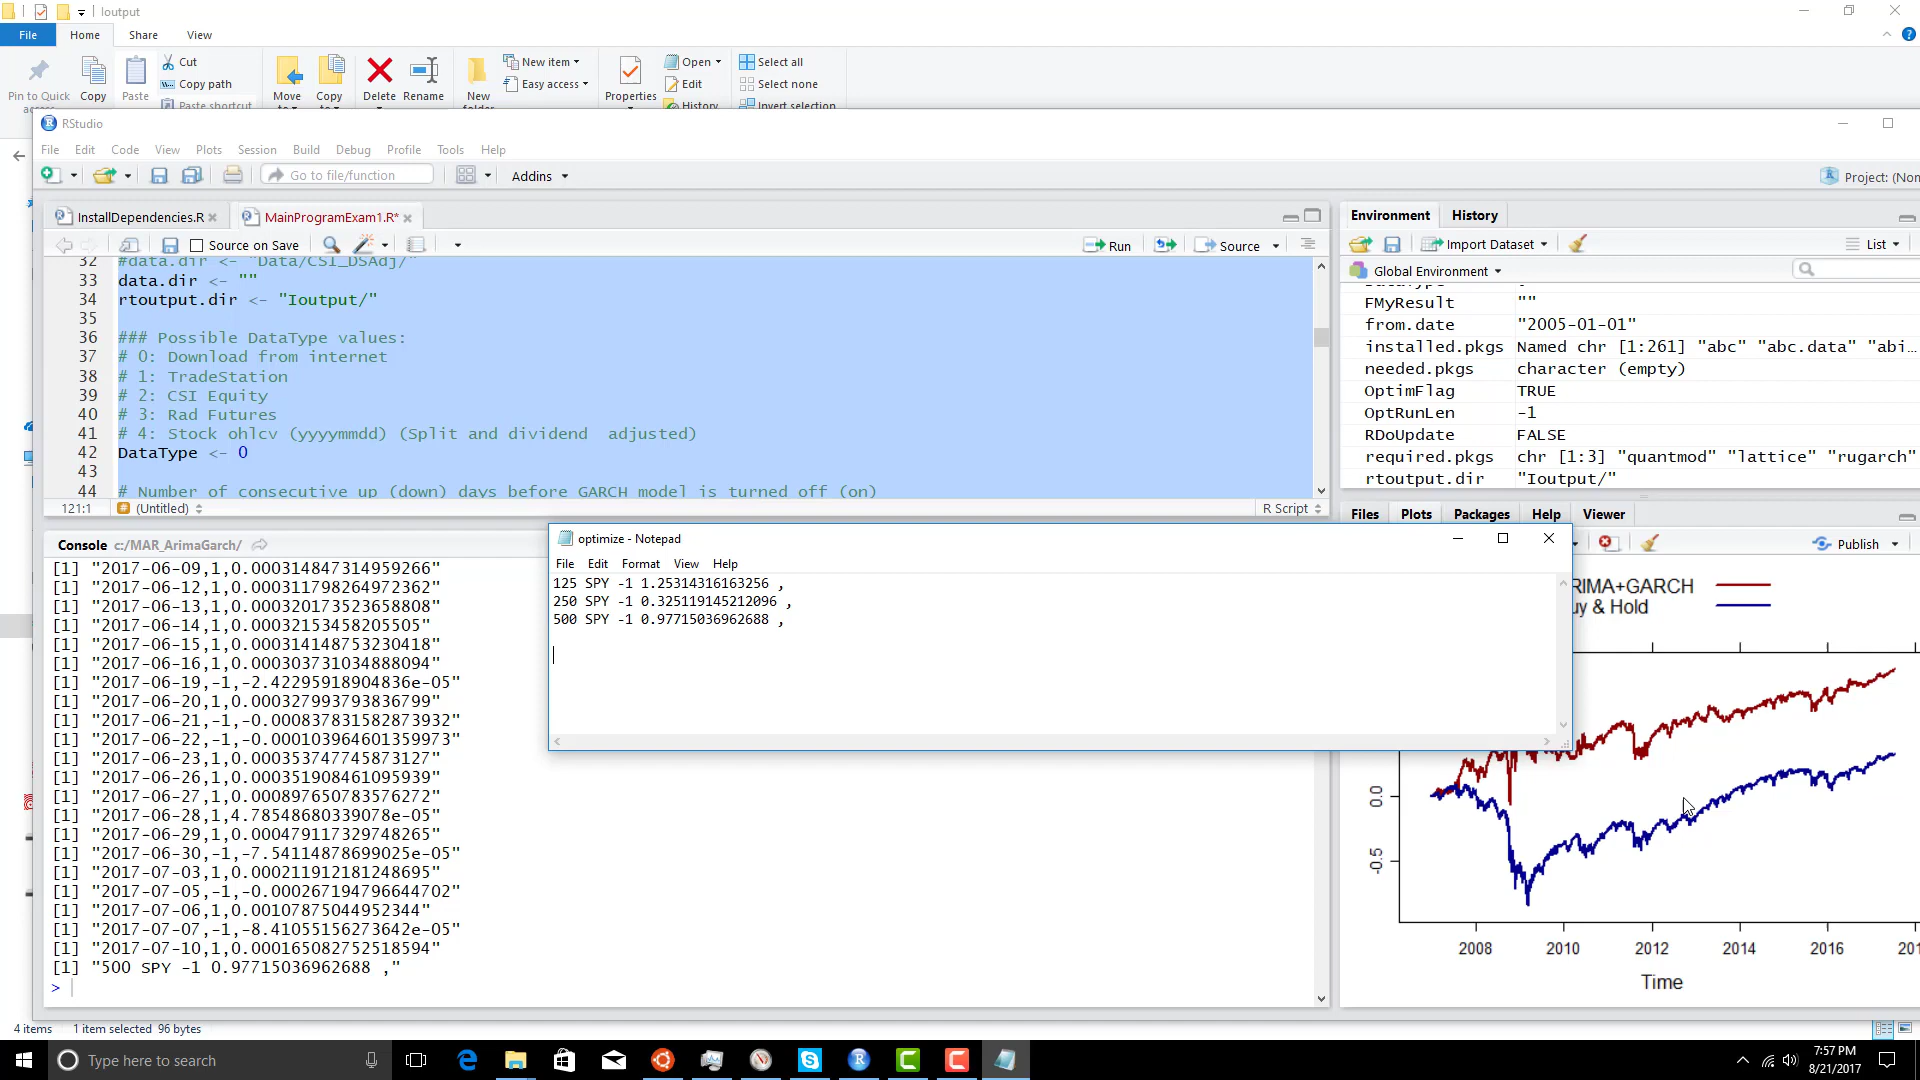 Ioutput
File Home Share View
Pin to Quick
Copy
Paste
Cut
Copy path
Paste shortcut
Move
Copy
Delete
Rename
New
folder
New item
Easy access
Properties
Open
Edit
History
Select all
Select none
Invert selection
RStudio
File Edit Code View Plots Session Build Debug Profile Tools Help
Go to file/function
Addins
Project: (Non
InstallDependencies.R
MainProgramExam1.R*
Source on Save
Run
Source
32 #data.dir <- "Data/CSI_DSAdj/"
33 data.dir <- ""
34 rtoutput.dir <- "Ioutput/"
35
36 ### Possible DataType values:
37 # 0: Download from internet
38 # 1: TradeStation
39 # 2: CSI Equity
40 # 3: Rad Futures
41 # 4: Stock ohlcv (yyyymmdd) (Split and dividend  adjusted)
42 DataType <- 0
43
44 # Number of consecutive up (down) days before GARCH model is turned off (on)
121:1 (Untitled) R Script
Environment History
Import Dataset
List
Global Environment
FMyResult ""
from.date "2005-01-01"
installed.pkgs Named chr [1:261] "abc" "abc.data" "abi…
needed.pkgs character (empty)
OptimFlag TRUE
OptRunLen -1
RDoUpdate FALSE
required.pkgs chr [1:3] "quantmod" "lattice" "rugarch"
rtoutput.dir "Ioutput/"
Files Plots Packages Help Viewer
Publish
RIMA+GARCH
uy & Hold
0.0
-0.5
2008 2010 2012 2014 2016 201
Time
Console c:/MAR_ArimaGarch/
[1] "2017-06-09,1,0.000314847314959266"
[1] "2017-06-12,1,0.000311798264972362"
[1] "2017-06-13,1,0.000320173523658808"
[1] "2017-06-14,1,0.00032153458205505"
[1] "2017-06-15,1,0.000314148753230418"
[1] "2017-06-16,1,0.000303731034888094"
[1] "2017-06-19,-1,-2.42295918904836e-05"
[1] "2017-06-20,1,0.000327993793836799"
[1] "2017-06-21,-1,-0.000837831582873932"
[1] "2017-06-22,-1,-0.000103964601359973"
[1] "2017-06-23,1,0.000353747745873127"
[1] "2017-06-26,1,0.000351908461095939"
[1] "2017-06-27,1,0.000897650783576272"
[1] "2017-06-28,1,4.78548680339078e-05"
[1] "2017-06-29,1,0.000479117329748265"
[1] "2017-06-30,-1,-7.54114878699025e-05"
[1] "2017-07-03,1,0.000211912181248695"
[1] "2017-07-05,-1,-0.000267194796644702"
[1] "2017-07-06,1,0.00107875044952344"
[1] "2017-07-07,-1,-8.41055156273642e-05"
[1] "2017-07-10,1,0.000165082752518594"
[1] "500 SPY -1 0.97715036962688 ,"
>
optimize - Notepad
File Edit Format View Help
125 SPY -1 1.25314316163256 ,
250 SPY -1 0.325119145212096 ,
500 SPY -1 0.97715036962688 ,
4 items 1 item selected 96 bytes
Type here to search
7:57 PM
8/21/2017